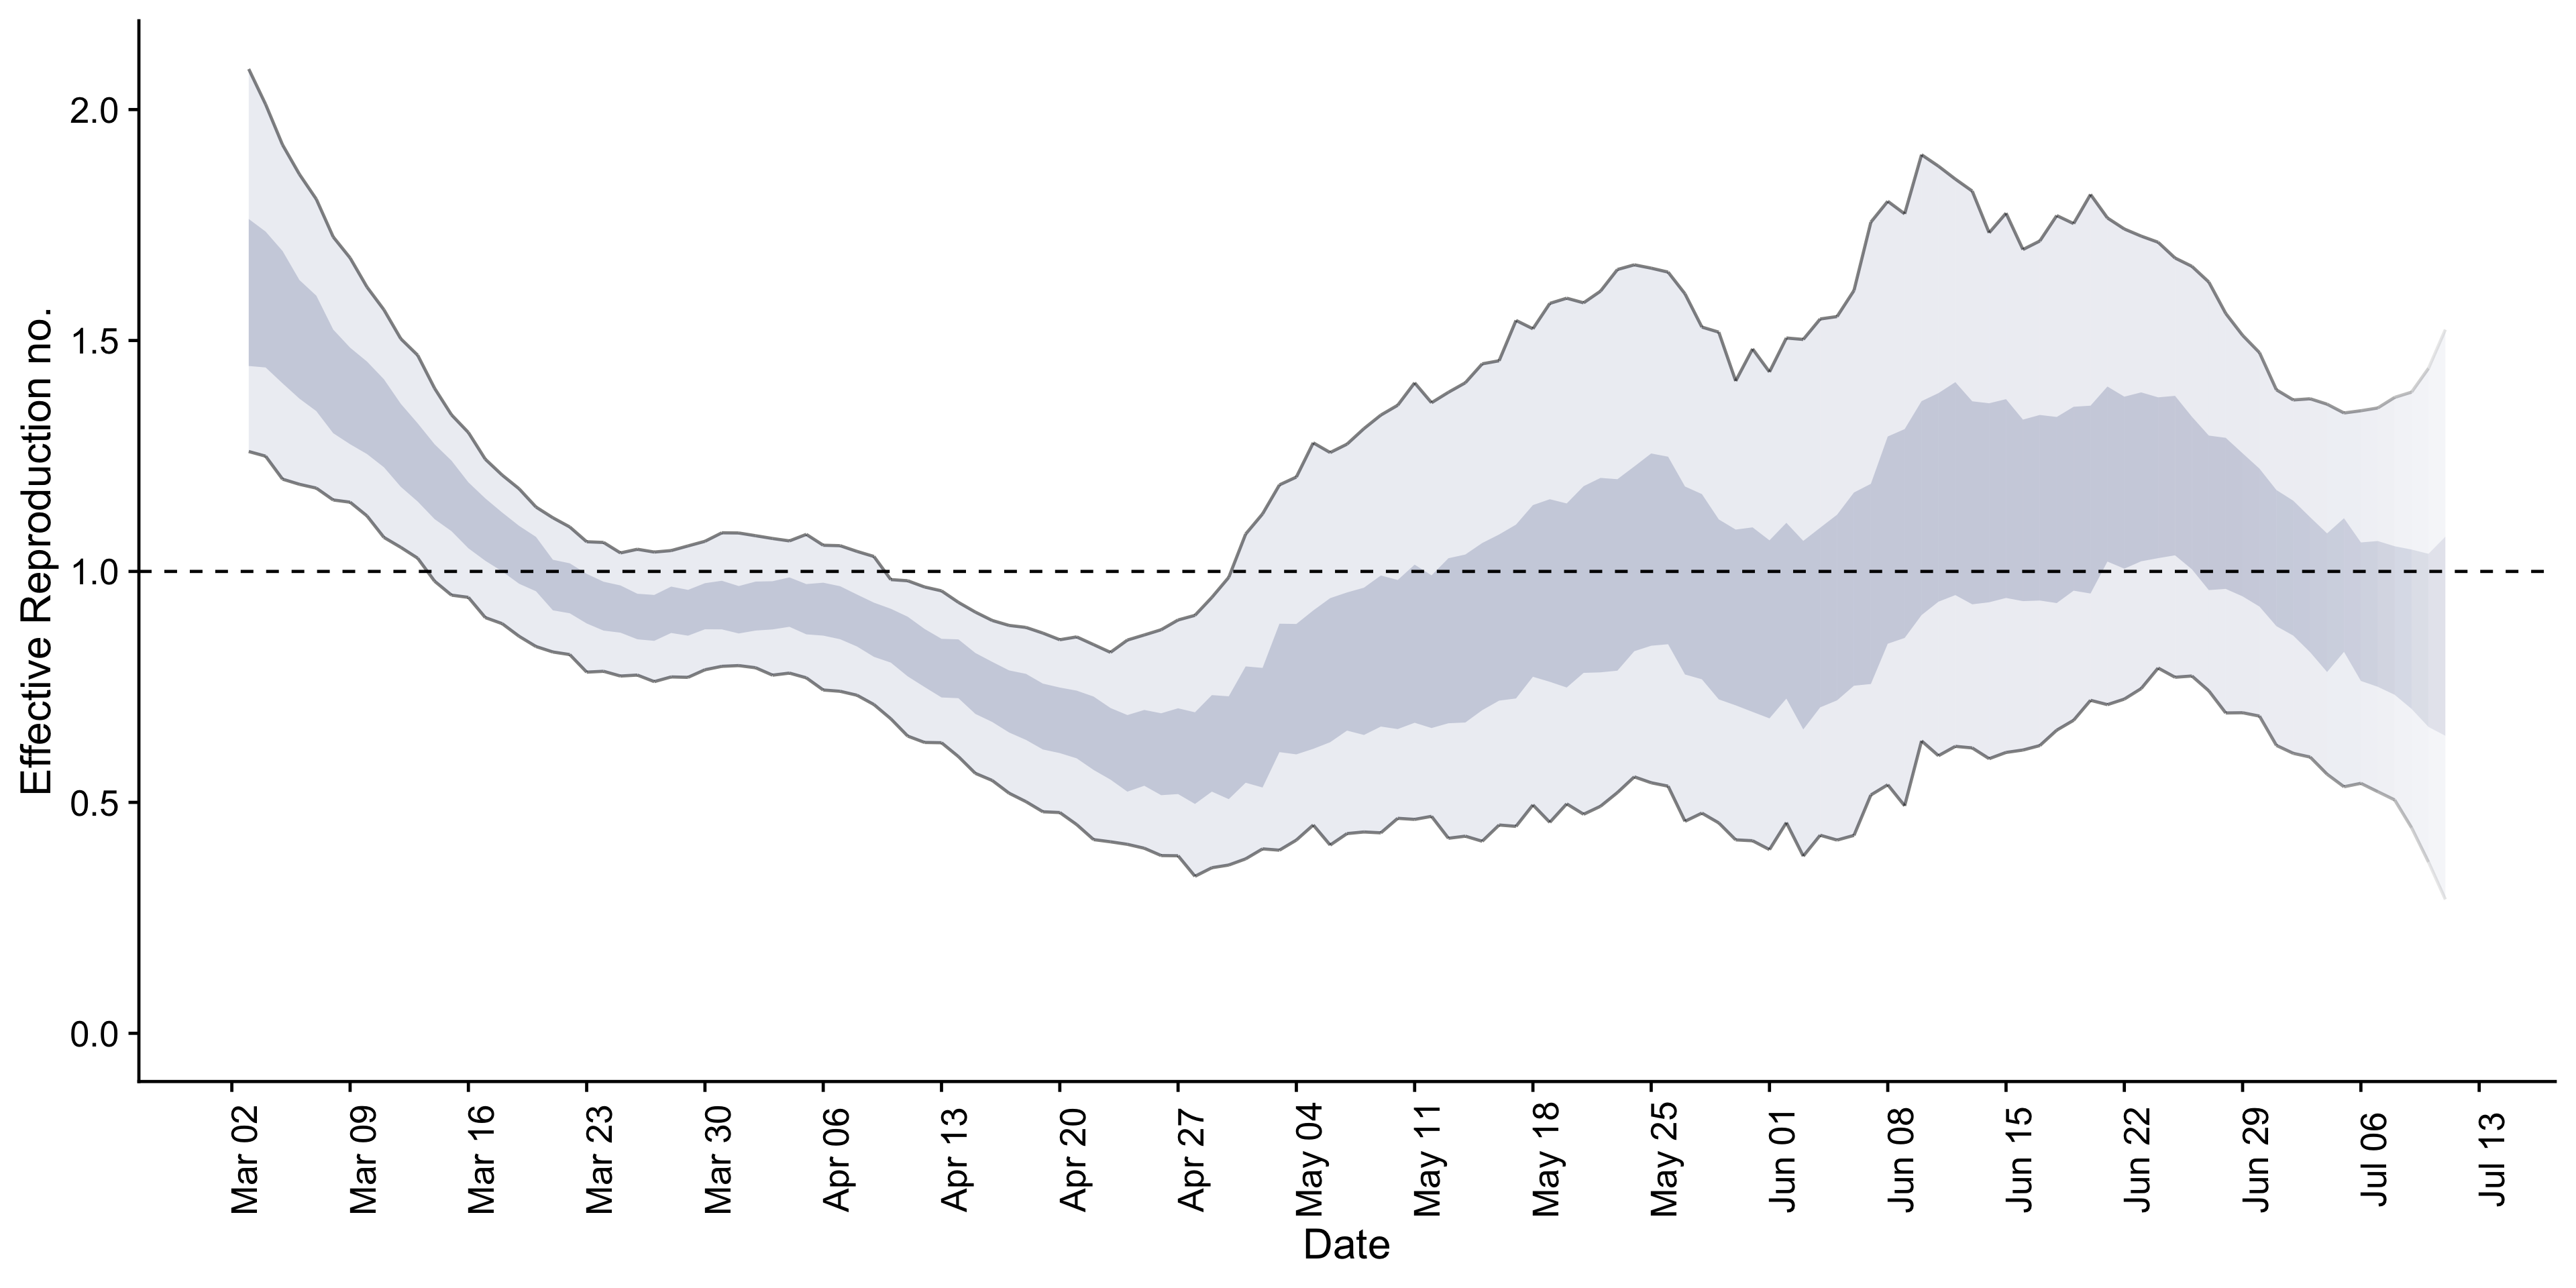 Effective Reproduction no.
2.0
1.5
1.0
0.5
0.0
Mar 02
Mar 09
Mar 16
Mar 23
Mar 30
Apr 06
Apr 13
Apr 20
Apr 27
May 04
May 11
May 18
May 25
Jun 01
Jun 08
Jun 15
Jun 22
Jun 29
Jul 06
Jul 13
Date